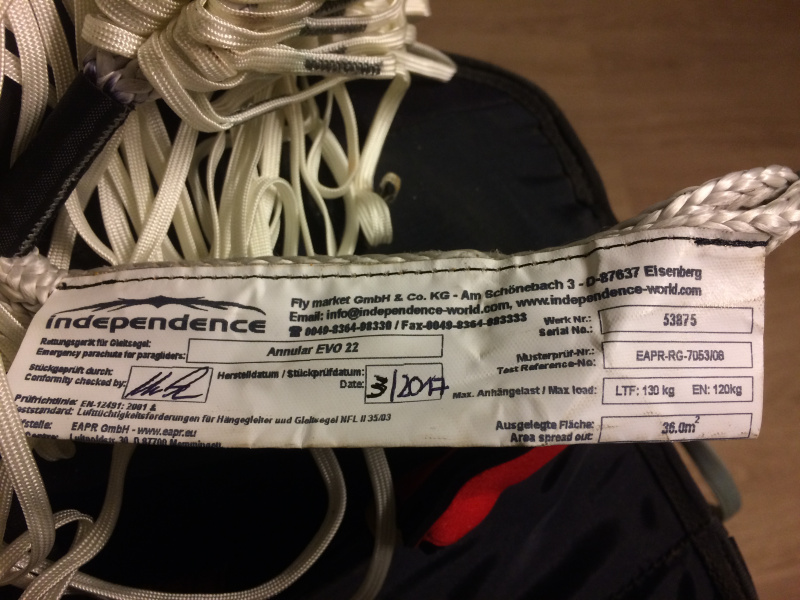 independence
Fly market GmbH & Co. KG - Am Schönebach 3 - D-87637 Eisenberg
Email: info@independence-world.com, www.independence-world.com
☎ 0049-8364-98330 / Fax-0049-8364-983333
Werk Nr.:
Serial No.:
53875
Rettungsgerät für Gleitsegel:
Emergency parachute for paragliders:
Annular EVO 22
Musterprüf-Nr.:
Test Reference-No.:
EAPR-RG-7053/08
Stückgeprüft durch:
Conformity checked by:
Herstelldatum / Stückprüfdatum:
Date:
3/2017
Max. Anhängelast / Max load:
LTF: 130 kg EN: 120kg
Prüfrichtlinie: EN-12491: 2001 &
Teststandard: Lufttüchtigkeitsforderungen für Hängegleiter und Gleitsegel NFL II 35/03
EAPR GmbH - www.eapr.eu
30, D 87700 Memmingen
Ausgelegte Fläche:
Area spread out:
36.0m²